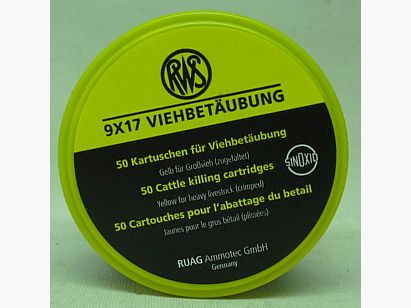 RWS
9X17 VIEHBETÄUBUNG
50 Kartuschen für Viehbetäubung
Gelb für Großvieh (zugefaltet)
50 Cattle killing cartridges
Yellow for heavy livestock (crimped)
50 Cartouches pour l'abattage du betail
Jaunes pour le gros bétail (plissées)
SINOXID
RUAG Ammotec GmbH
Germany